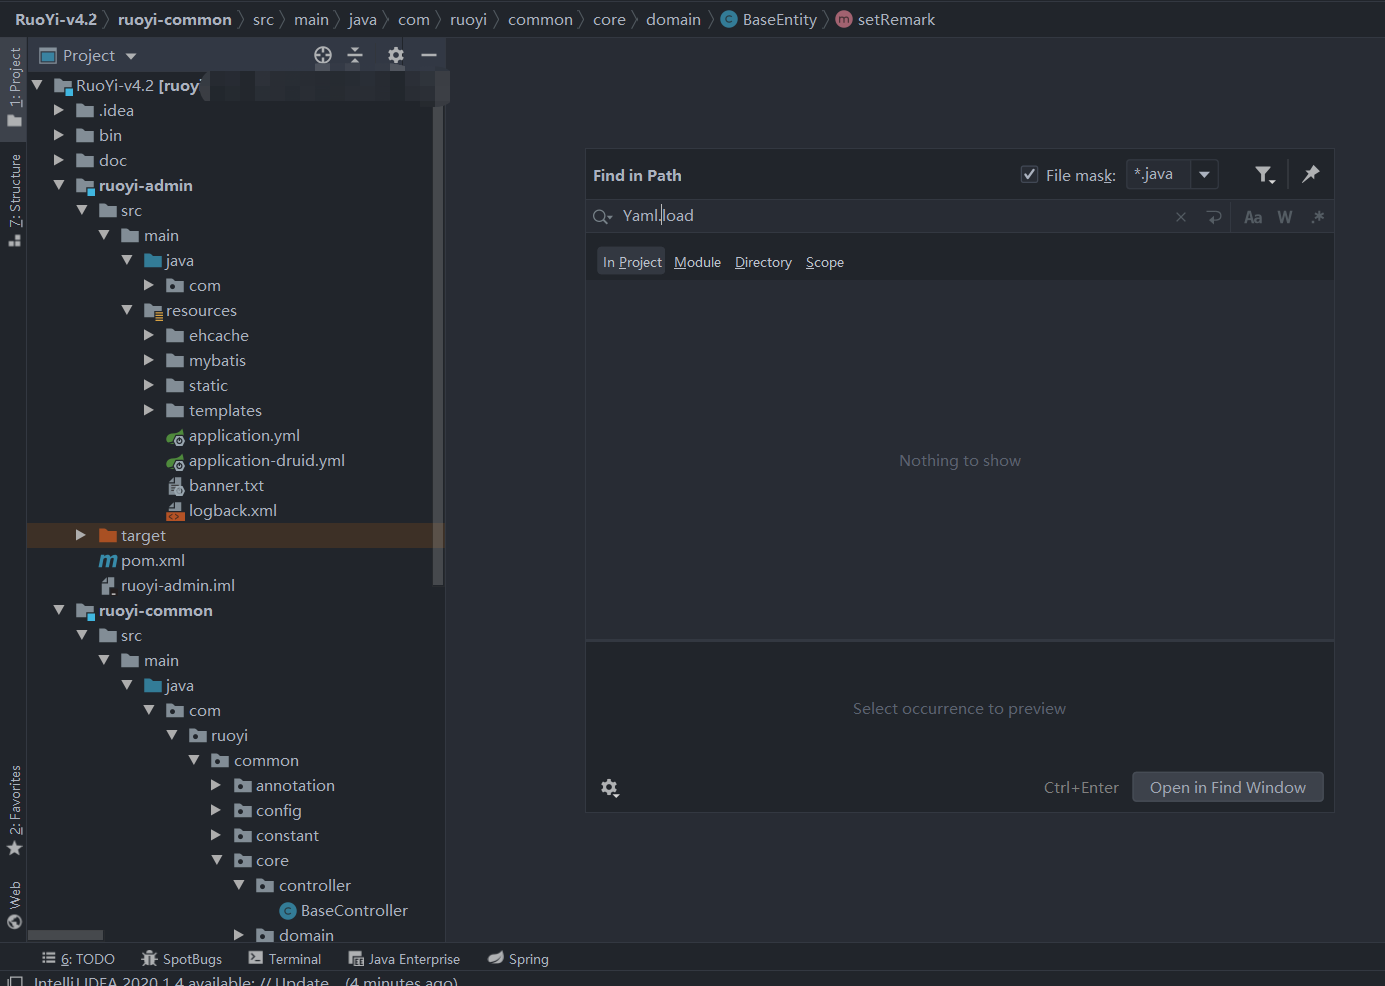 RuoYi-v4.2 ruoyi-common src main java com ruoyi common core domain BaseEntity setRemark
1: Project
7: Structure
2: Favorites
Web
Project
RuoYi-v4.2 [ruoy
.idea
bin
doc
ruoyi-admin
src
main
java
com
resources
ehcache
mybatis
static
templates
application.yml
application-druid.yml
banner.txt
logback.xml
target
pom.xml
ruoyi-admin.iml
ruoyi-common
src
main
java
com
ruoyi
common
annotation
config
constant
core
controller
BaseController
domain
Find in Path
File mask: *.java
Yaml.load
Aa W .*
In Project Module Directory Scope
Nothing to show
Select occurrence to preview
Ctrl+Enter Open in Find Window
6: TODO SpotBugs Terminal Java Enterprise Spring
IntelliJ IDEA 2020.1.4 available: // Update... (4 minutes ago)